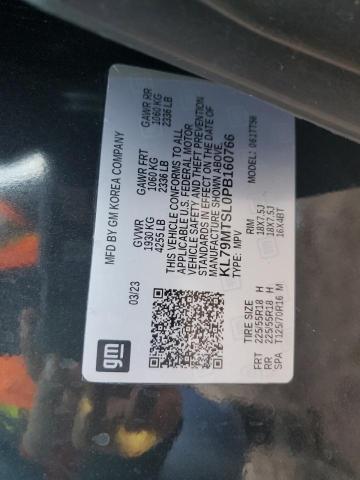 MFD BY GM KOREA COMPANY
03/23
GVWR
1930 KG
4255 LB
GAWR FRT
1060 KG
2336 LB
GAWR RR
1060 KG
2336 LB
THIS VEHICLE CONFORMS TO ALL
APPLICABLE U.S. FEDERAL MOTOR
VEHICLE SAFETY AND THEFT PREVENTION
STANDARDS IN EFFECT ON THE DATE OF
MANUFACTURE SHOWN ABOVE.
KL79MTSL0PB160766
TYPE: MPV
MODEL:
gm
TIRE SIZE
RIM
FRT 225/55R18 H 18X7.5J
RR 225/55R18 H 18X7.5J
SPA T125/70R16 M 16X4BT